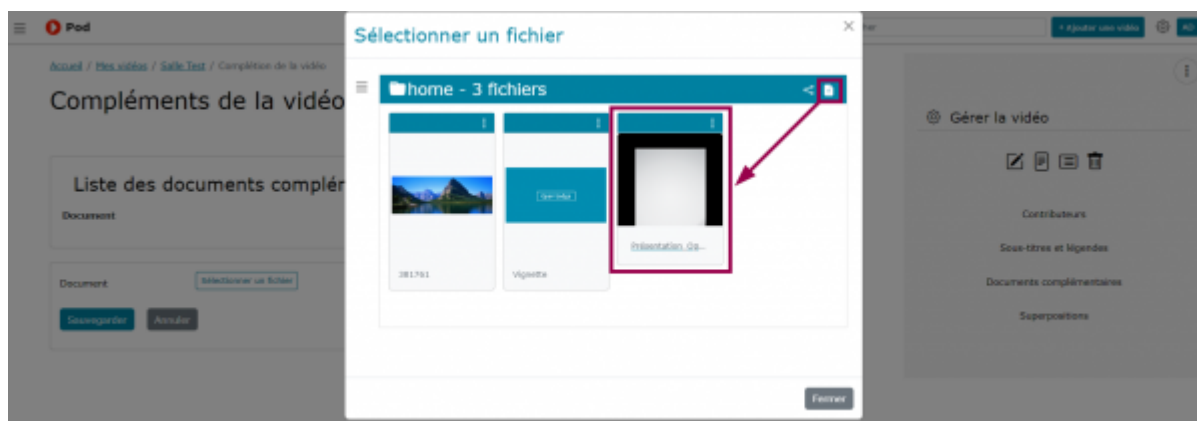 Pod
+ Ajouter une vidéo
Accueil / Mes vidéos / Salle Test / Complétion de la vidéo
Compléments de la vidéo
Liste des documents complér
Document
Document
Sélectionner un fichier
Sauvegarder
Annuler
Sélectionner un fichier
×
home - 3 fichiers
381761
Vignette
Présentation_Op...
Fermer
Gérer la vidéo
Contributeurs
Sous-titres et légendes
Documents complémentaires
Superpositions